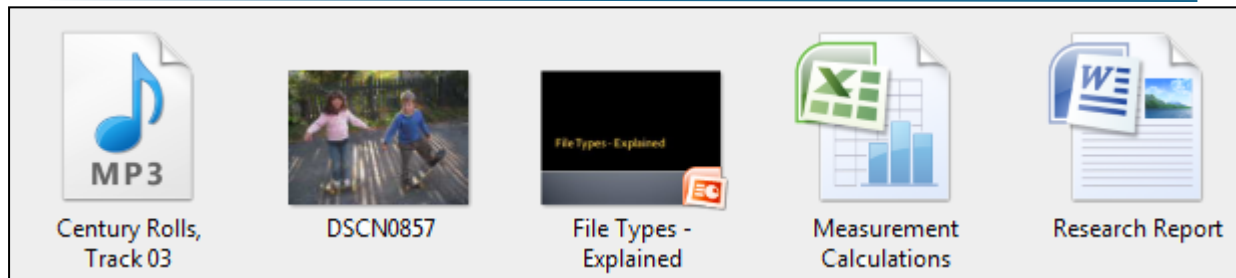 MP3
Century Rolls,
Track 03
DSCN0857
File Types - Explained
File Types -
Explained
X
Measurement
Calculations
W
Research Report